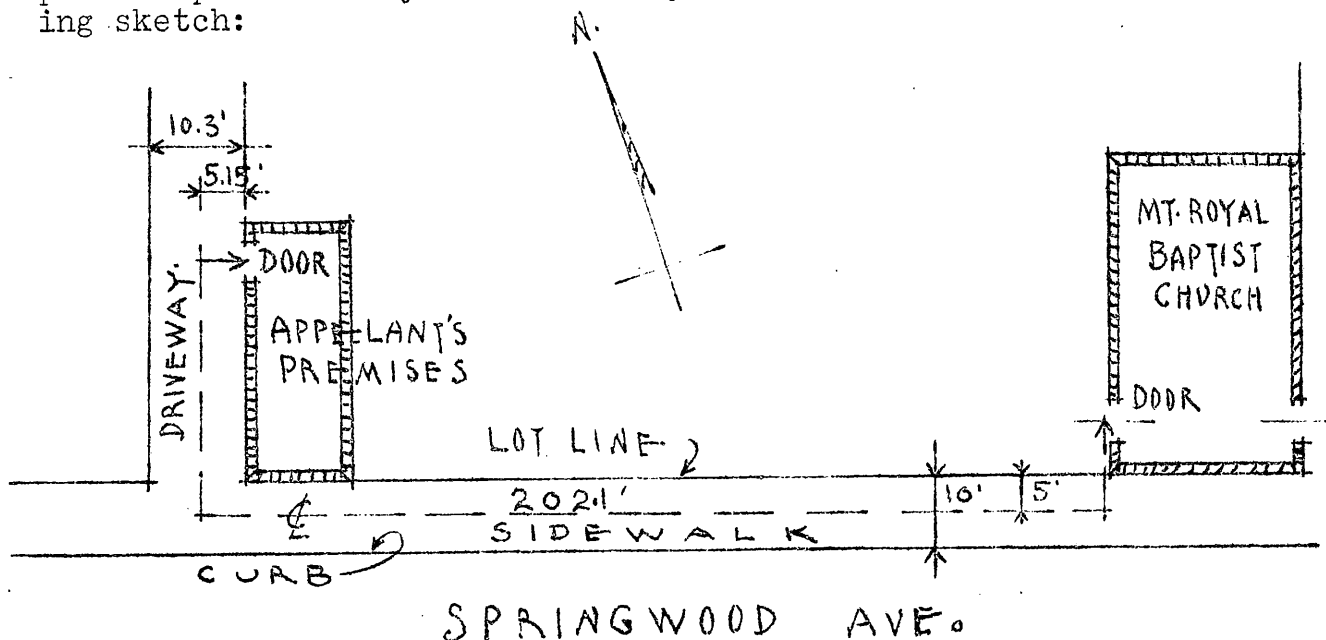 ing sketch:
N.
10.3'
5.15'
DOOR
APPELLANT'S
PREMISES
DRIVEWAY.
MT. ROYAL
BAPTIST
CHURCH
DOOR
LOT LINE
202.1'
10'
5'
℄
SIDEWALK
CURB
SPRINGWOOD AVE.